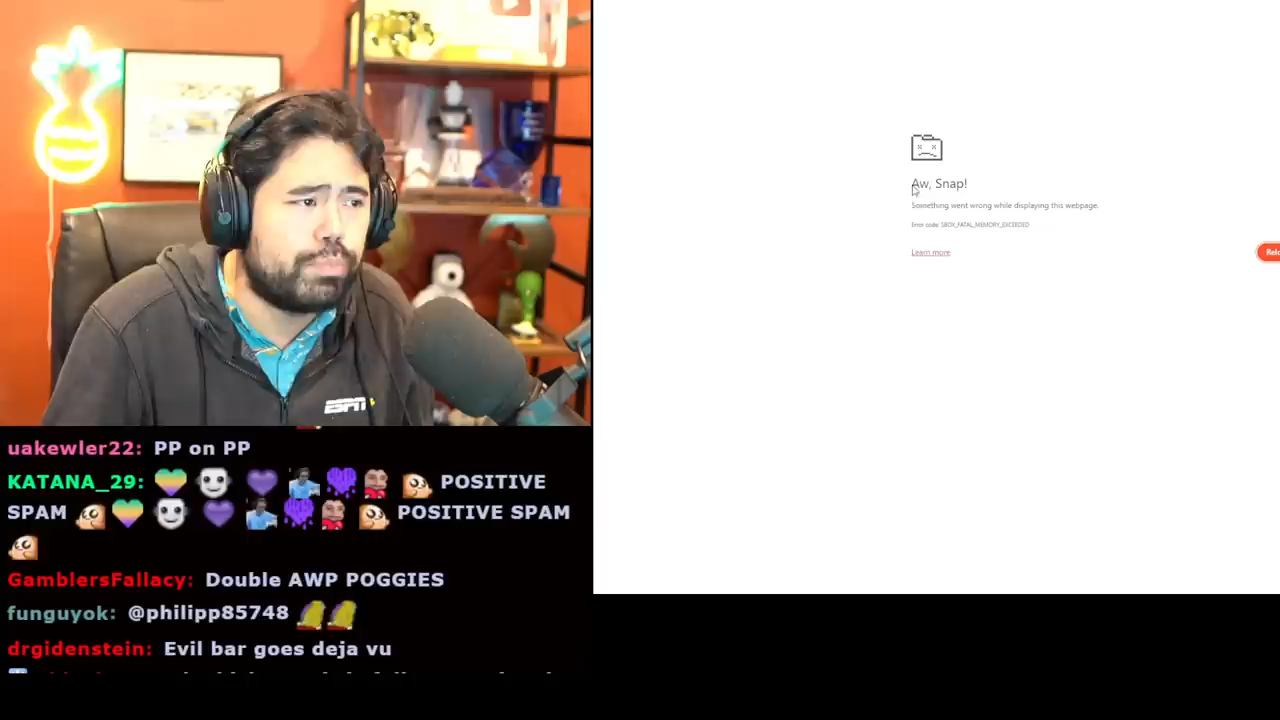 ESPN
uakewler22: PP on PP
KATANA_29: POSITIVE
SPAM POSITIVE SPAM
GamblersFallacy: Double AWP POGGIES
funguyok: @philipp85748
drgidenstein: Evil bar goes deja vu
Aw, Snap!
Something went wrong while displaying this webpage.
Error code: SBOX_FATAL_MEMORY_EXCEEDED
Learn more
Relo